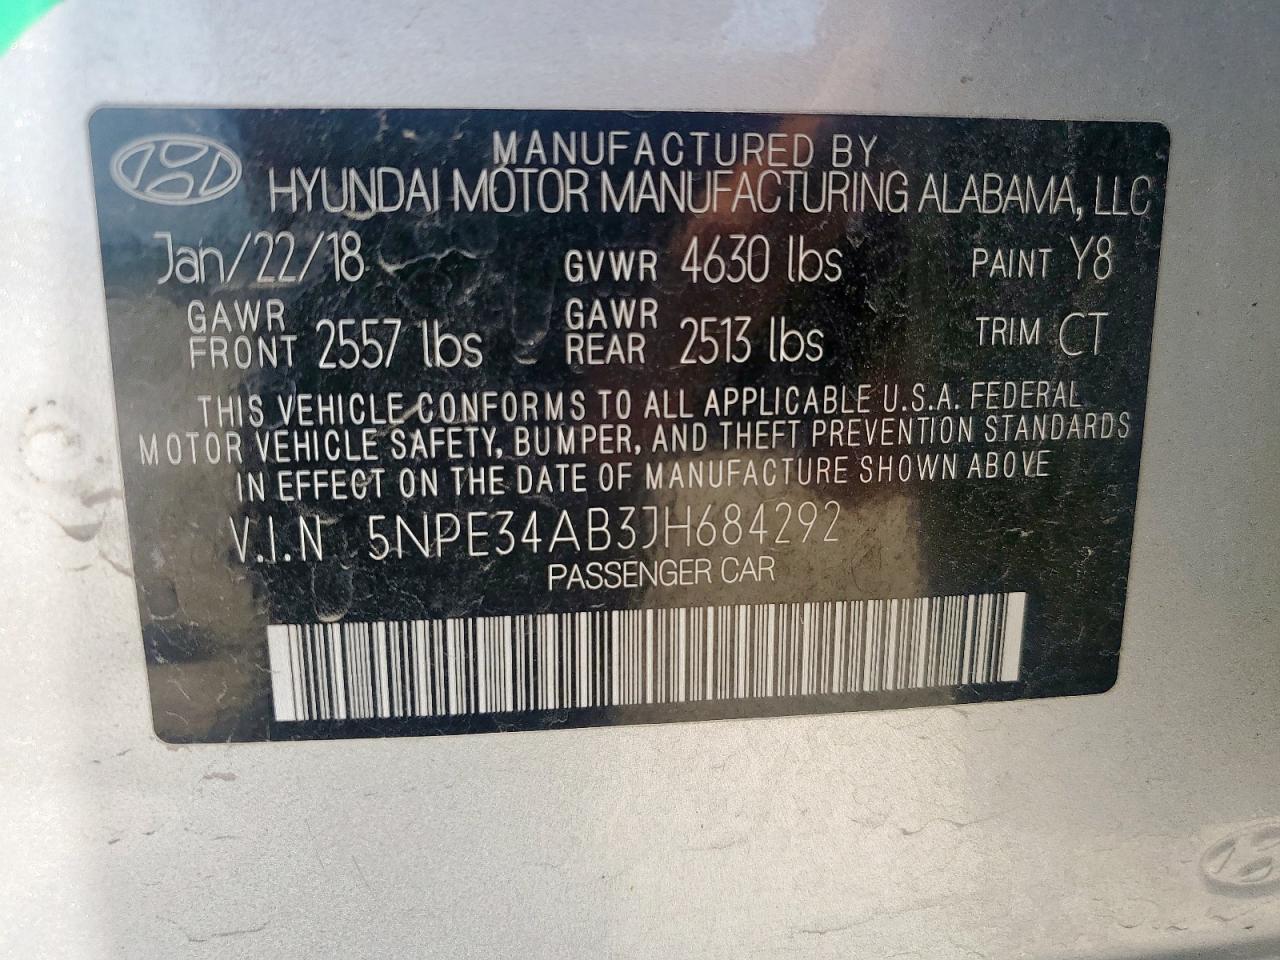 MANUFACTURED BY
HYUNDAI MOTOR MANUFACTURING ALABAMA, LLC
Jan/22/18 GVWR 4630 lbs PAINT Y8
GAWR FRONT 2557 lbs GAWR REAR 2513 lbs TRIM CT
THIS VEHICLE CONFORMS TO ALL APPLICABLE U.S.A. FEDERAL
MOTOR VEHICLE SAFETY, BUMPER, AND THEFT PREVENTION STANDARDS
IN EFFECT ON THE DATE OF MANUFACTURE SHOWN ABOVE
V.I.N 5NPE34AB3JH684292
PASSENGER CAR